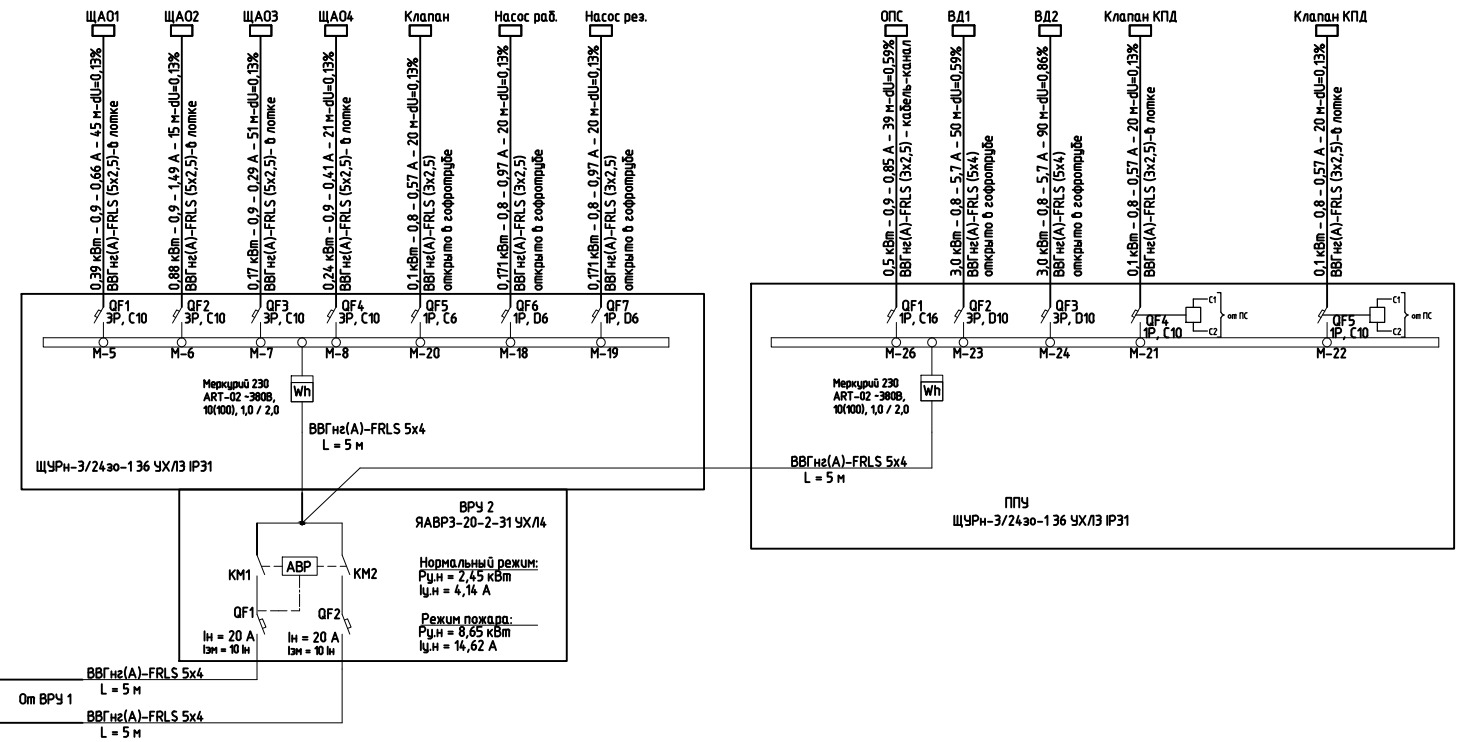 ЩАО1
ЩАО2
ЩАО3
ЩАО4
Клапан
Насос раб.
Насос рез.
0,39 кВт – 0,9 – 0,66 А – 45 м–dU=0,13%
ВВГнг(А)–FRLS (5х2,5)–в лотке
0,88 кВт – 0,9 – 1,49 А – 15 м–dU=0,13%
ВВГнг(А)–FRLS (5х2,5)–в лотке
0,17 кВт – 0,9 – 0,29 А – 51 м–dU=0,13%
ВВГнг(А)–FRLS (5х2,5)– в лотке
0,24 кВт – 0,9 – 0,41 А – 21 м–dU=0,13%
ВВГнг(А)–FRLS (5х2,5)– в лотке
0,1 кВт – 0,8 – 0,57 А – 20 м–dU=0,13%
ВВГнг(А)–FRLS (3х2,5)
открыто в гофротрубе
0,171 кВт – 0,8 – 0,97 А – 20 м–dU=0,13%
ВВГнг(А)–FRLS (3х2,5)
открыто в гофротрубе
0,171 кВт – 0,8 – 0,97 А – 20 м–dU=0,13%
ВВГнг(А)–FRLS (3х2,5)
открыто в гофротрубе
QF1
3P, C10
QF2
3P, C10
QF3
3P, C10
QF4
3P, C10
QF5
1P, C6
QF6
1P, D6
QF7
1P, D6
М–5
М–6
М–7
М–8
М–20
М–18
М–19
Меркурий 230
ART–02 ~380В,
10(100), 1,0 / 2,0
Wh
ВВГнг(А)–FRLS 5х4
L = 5 м
ЩУРн–3/24зо–1 36 УХЛ3 IP31
ОПС
ВД1
ВД2
Клапан КПД
Клапан КПД
0,5 кВт – 0,9 – 0,85 А – 39 м–dU=0,59%
ВВГнг(А)–FRLS (3х2,5) – кабель–канал
3,0 кВт – 0,8 – 5,7 А – 50 м–dU=0,59%
ВВГнг(А)–FRLS (5х4)
открыто в гофротрубе
3,0 кВт – 0,8 – 5,7 А – 90 м–dU=0,86%
ВВГнг(А)–FRLS (5х4)
открыто в гофротрубе
0,1 кВт – 0,8 – 0,57 А – 20 м–dU=0,13%
ВВГнг(А)–FRLS (3х2,5)–в лотке
0,1 кВт – 0,8 – 0,57 А – 20 м–dU=0,13%
ВВГнг(А)–FRLS (3х2,5)–в лотке
QF1
1P, C16
QF2
3P, D10
QF3
3P, D10
QF4
1P, C10
C1
C2
от ПС
QF5
1P, C10
C1
C2
от ПС
М–26
М–23
М–24
М–21
М–22
Меркурий 230
ART–02 ~380В,
10(100), 1,0 / 2,0
Wh
ВВГнг(А)–FRLS 5х4
L = 5 м
ППУ
ЩУРн–3/24зо–1 36 УХЛ3 IP31
ВРУ 2
ЯАВР3–20–2–31 УХЛ4
КМ1
АВР
КМ2
Нормальный режим:
Ру.н = 2,45 кВт
Iу.н = 4,14 А
QF1
Iн = 20 А
Iэм = 10 Iн
QF2
Iн = 20 А
Iэм = 10 Iн
Режим пожара:
Ру.н = 8,65 кВт
Iу.н = 14,62 А
ВВГнг(А)–FRLS 5х4
L = 5 м
От ВРУ 1
ВВГнг(А)–FRLS 5х4
L = 5 м